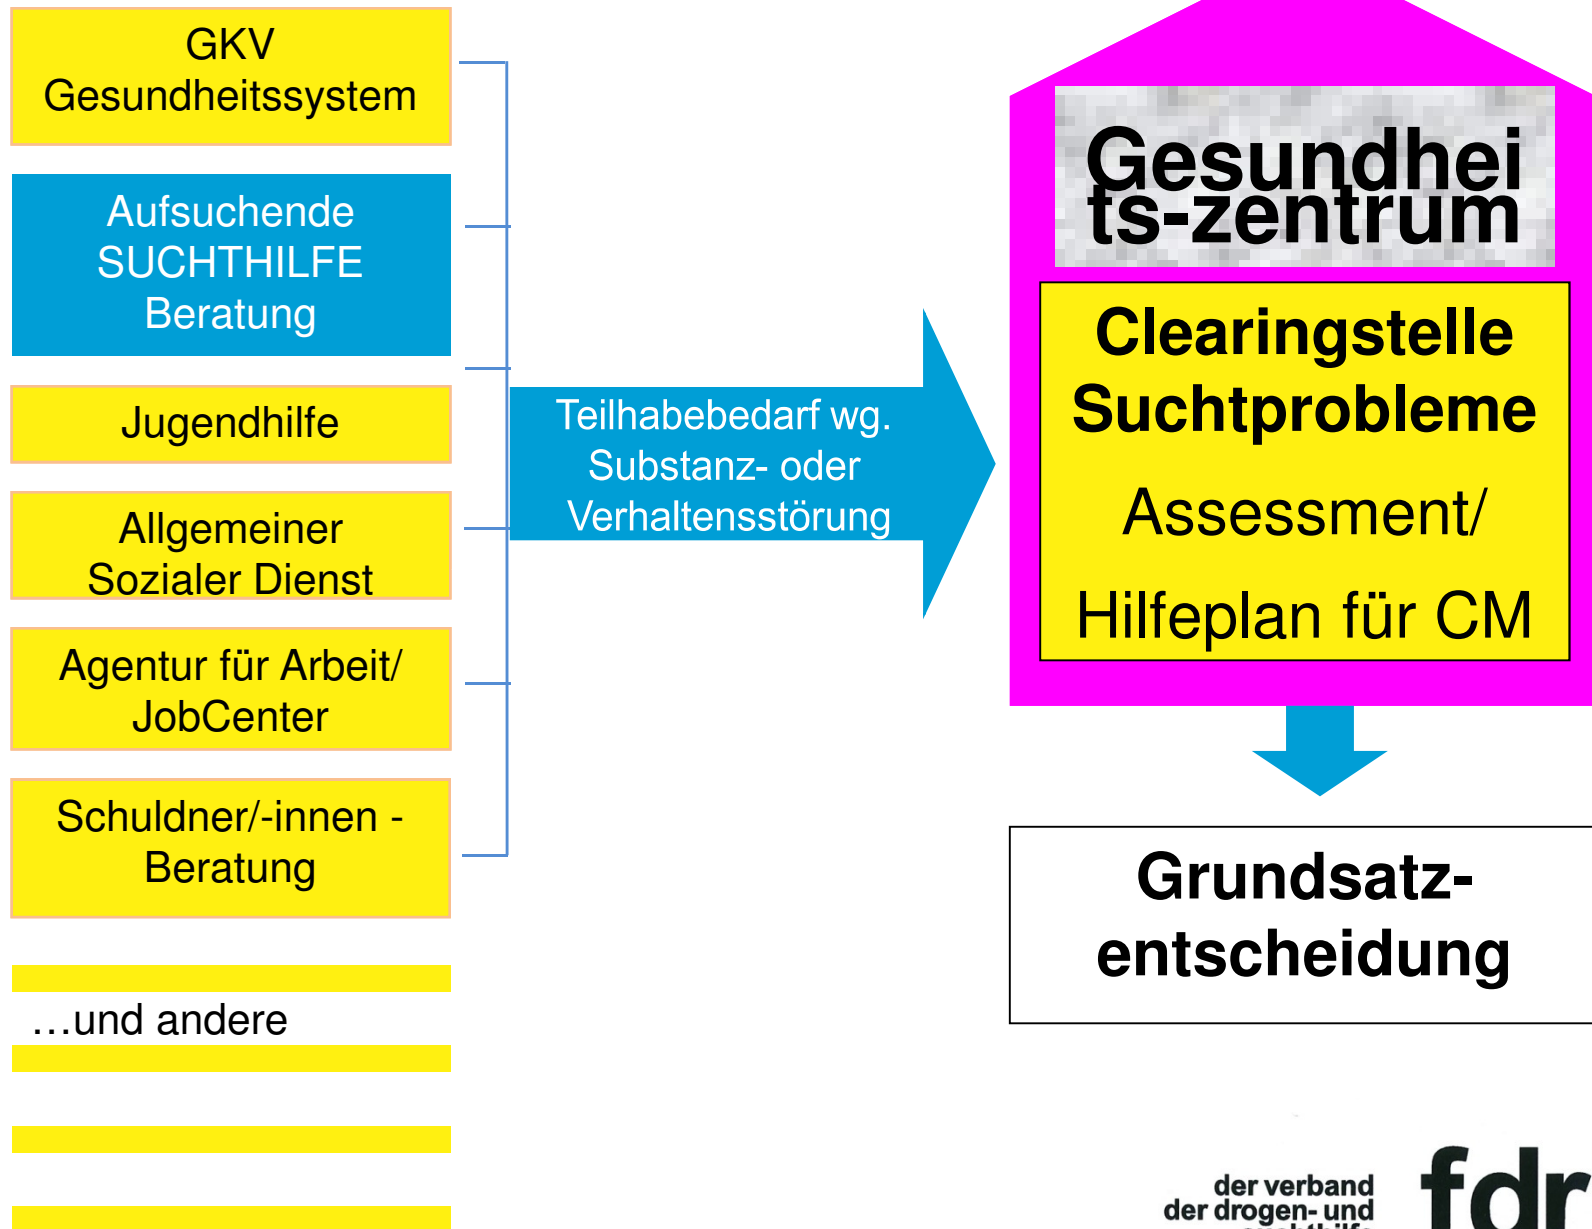 GKV
Gesundheitssystem
Aufsuchende
SUCHTHILFE
Beratung
Jugendhilfe
Allgemeiner
Sozialer Dienst
Agentur für Arbeit/
JobCenter
Schuldner/-innen -
Beratung
…und andere
Teilhabebedarf wg.
Substanz- oder
Verhaltensstörung
Gesundhei
ts-zentrum
Clearingstelle
Suchtprobleme
Assessment/
Hilfeplan für CM
Grundsatz-
entscheidung
der verband
der drogen- und
suchthilfe
fdr